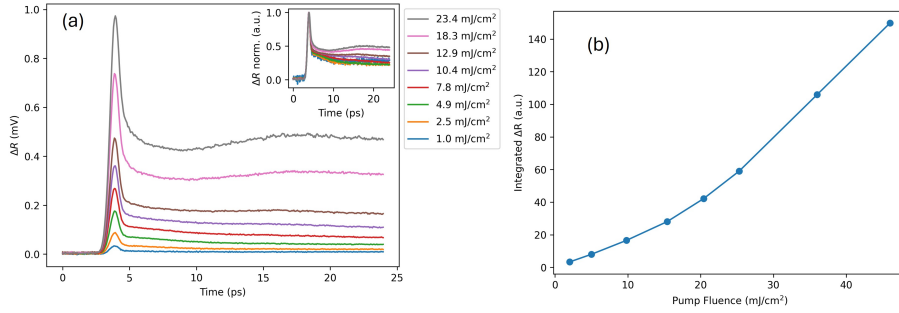 (a)
1.0
0.8
0.6
0.4
0.2
0.0
ΔR (mV)
0
5
10
15
20
25
Time (ps)
1.0
0.5
0.0
ΔR norm. (a.u.)
0
10
20
Time (ps)
23.4 mJ/cm²
18.3 mJ/cm²
12.9 mJ/cm²
10.4 mJ/cm²
7.8 mJ/cm²
4.9 mJ/cm²
2.5 mJ/cm²
1.0 mJ/cm²
(b)
140
120
100
80
60
40
20
0
Integrated ΔR (a.u.)
10
20
30
40
Pump Fluence (mJ/cm²)